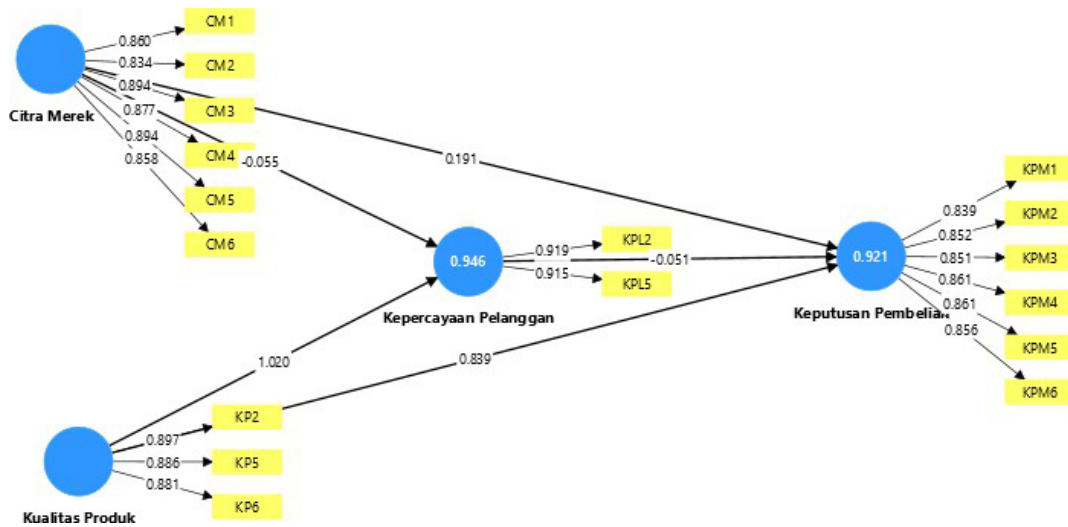 CM1
0.860
CM2
0.834
0.894
CM3
Citra Merek
0.877
0.894
CM4
0.858
-0.055
CM5
CM6
0.191
0.946
Kepercayaan Pelanggan
0.919
KPL2
0.915
KPL5
-0.051
0.921
Keputusan Pembelian
KPM1
0.839
KPM2
0.852
0.851
KPM3
0.861
KPM4
0.861
KPM5
0.856
KPM6
1.020
0.839
KP2
0.897
0.886
KP5
0.881
KP6
Kualitas Produk